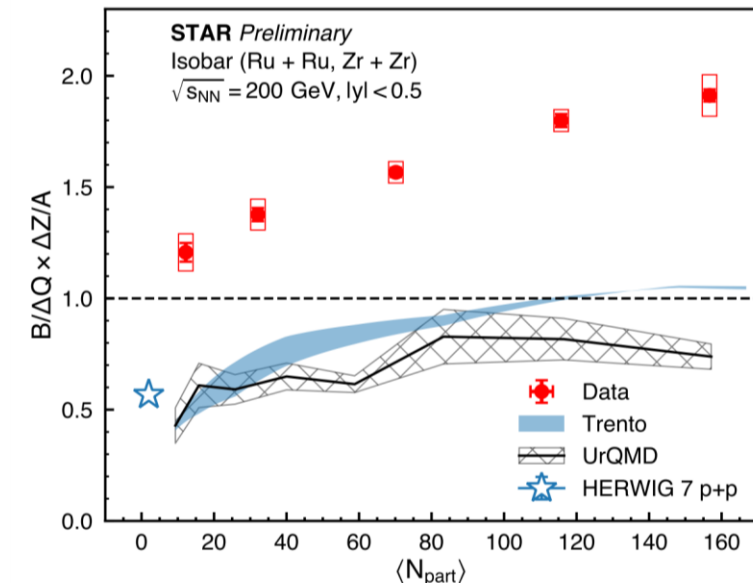 STAR Preliminary
Isobar (Ru + Ru, Zr + Zr)
√sNN = 200 GeV, |y| < 0.5
B/ΔQ × ΔZ/A
2.0
1.5
1.0
0.5
0.0
Data
Trento
UrQMD
HERWIG 7 p+p
0 20 40 60 80 100 120 140 160
⟨Npart⟩